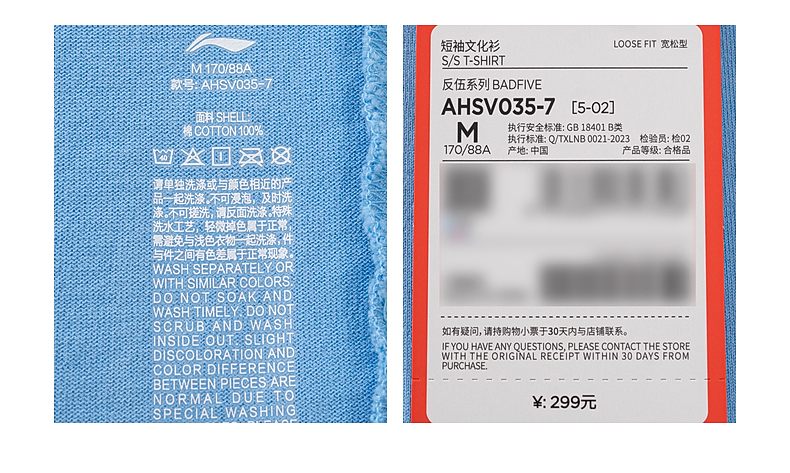 M 170/88A
款号: AHSV035-7
面料 SHELL:
棉 COTTON 100%
40
请单独洗涤或与颜色相近的产
品一起洗涤。不可浸泡，及时洗
涤。不可搓洗，请反面洗涤。特殊
洗水工艺，轻微掉色属于正常，
需避免与浅色衣物一起洗涤，件
与件之间有色差属于正常现象。
WASH SEPARATELY OR
WITH SIMILAR COLORS.
DO NOT SOAK AND
WASH TIMELY. DO NOT
SCRUB AND WASH
INSIDE OUT. SLIGHT
DISCOLORATION AND
COLOR DIFFERENCE
BETWEEN PIECES ARE
NORMAL DUE TO
SPECIAL WASHING
短袖文化衫
LOOSE FIT 宽松型
S/S T-SHIRT
反伍系列 BADFIVE
AHSV035-7 [5-02]
M
170/88A
执行安全标准: GB 18401 B类
执行标准: Q/TXLNB 0021-2023 检验员: 检02
产地: 中国 产品等级: 合格品
如有疑问, 请持购物小票于30天内与店铺联系。
IF YOU HAVE ANY QUESTIONS, PLEASE CONTACT THE STORE
WITH THE ORIGINAL RECEIPT WITHIN 30 DAYS FROM
PURCHASE.
¥: 299元